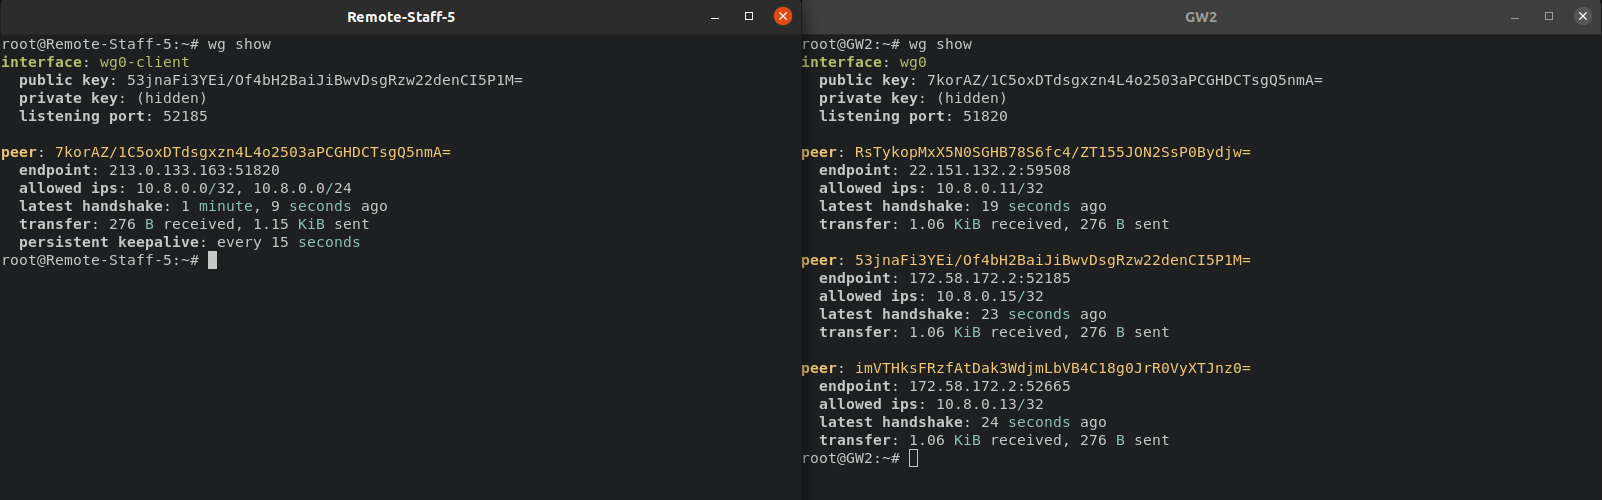 Remote-Staff-5
root@Remote-Staff-5:~# wg show
interface: wg0-client
  public key: 53jnaFi3YEi/Of4bH2BaiJiBwvDsgRzw22denCI5P1M=
  private key: (hidden)
  listening port: 52185

peer: 7korAZ/1C5oxDTdsgxzn4L4o2503aPCGHDCTsgQ5nmA=
  endpoint: 213.0.133.163:51820
  allowed ips: 10.8.0.0/32, 10.8.0.0/24
  latest handshake: 1 minute, 9 seconds ago
  transfer: 276 B received, 1.15 KiB sent
  persistent keepalive: every 15 seconds
root@Remote-Staff-5:~#
GW2
root@GW2:~# wg show
interface: wg0
  public key: 7korAZ/1C5oxDTdsgxzn4L4o2503aPCGHDCTsgQ5nmA=
  private key: (hidden)
  listening port: 51820

peer: RsTykopMxX5N0SGHB78S6fc4/ZT155JON2SsP0Bydjw=
  endpoint: 22.151.132.2:59508
  allowed ips: 10.8.0.11/32
  latest handshake: 19 seconds ago
  transfer: 1.06 KiB received, 276 B sent

peer: 53jnaFi3YEi/Of4bH2BaiJiBwvDsgRzw22denCI5P1M=
  endpoint: 172.58.172.2:52185
  allowed ips: 10.8.0.15/32
  latest handshake: 23 seconds ago
  transfer: 1.06 KiB received, 276 B sent

peer: imVTHksFRzfAtDak3WdjmLbVB4C18g0JrR0VyXTJnz0=
  endpoint: 172.58.172.2:52665
  allowed ips: 10.8.0.13/32
  latest handshake: 24 seconds ago
  transfer: 1.06 KiB received, 276 B sent
root@GW2:~#